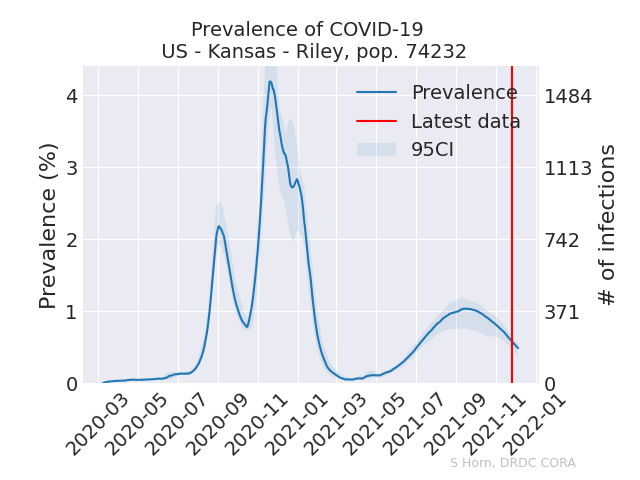 Prevalence of COVID-19
US - Kansas - Riley, pop. 74232
Prevalence
Latest data
95CI
Prevalence (%)
4
3
2
1
0
1484
1113
742
371
0
# of infections
2020-03
2020-05
2020-07
2020-09
2020-11
2021-01
2021-03
2021-05
2021-07
2021-09
2021-11
2022-01
S Horn, DRDC CORA